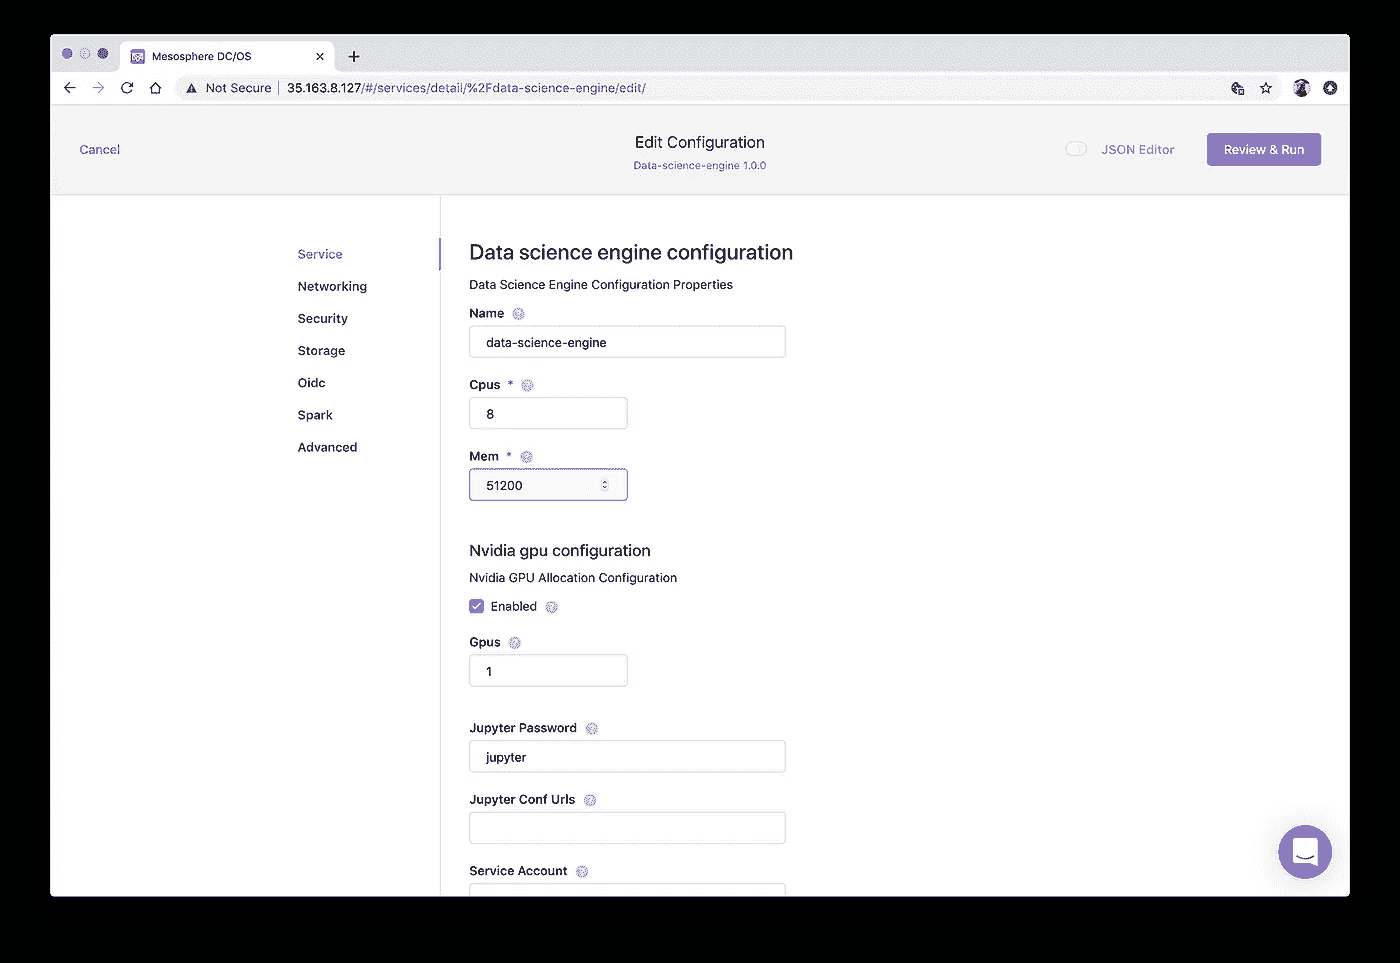 Mesosphere DC/OS
Not Secure 35.163.8.127/#/services/detail/%2Fdata-science-engine/edit/
Cancel
Edit Configuration
Data-science-engine 1.0.0
JSON Editor
Review & Run
Service
Networking
Security
Storage
Oidc
Spark
Advanced
Data science engine configuration
Data Science Engine Configuration Properties
Name
data-science-engine
Cpus *
8
Mem *
51200
Nvidia gpu configuration
Nvidia GPU Allocation Configuration
Enabled
Gpus
1
Jupyter Password
jupyter
Jupyter Conf Urls
Service Account